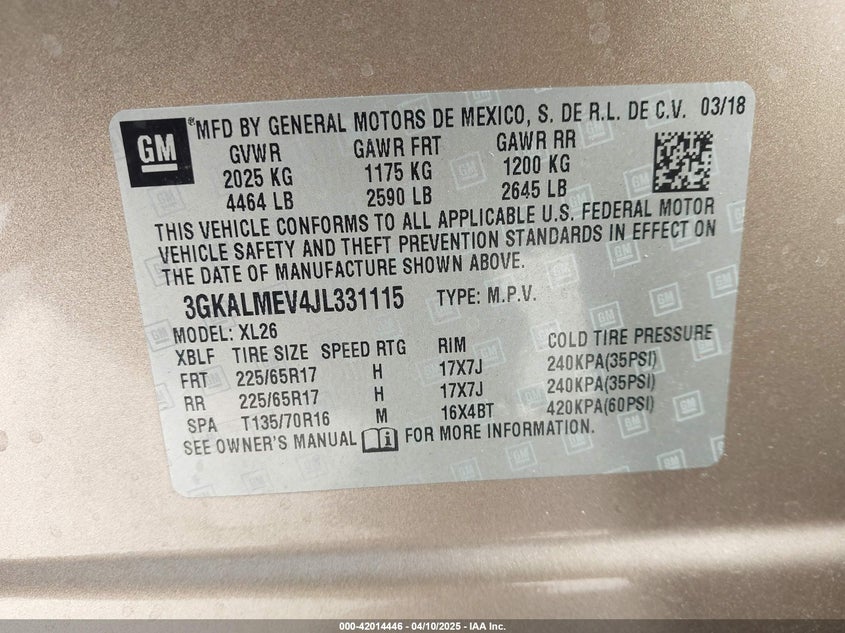 GM
®MFD BY GENERAL MOTORS DE MEXICO, S. DE R.L. DE C.V. 03/18
GVWR GAWR FRT GAWR RR
2025 KG 1175 KG 1200 KG
4464 LB 2590 LB 2645 LB
THIS VEHICLE CONFORMS TO ALL APPLICABLE U.S. FEDERAL MOTOR
VEHICLE SAFETY AND THEFT PREVENTION STANDARDS IN EFFECT ON
THE DATE OF MANUFACTURE SHOWN ABOVE.
3GKALMEV4JL331115 TYPE: M.P.V.
MODEL: XL26
XBLF TIRE SIZE SPEED RTG RIM COLD TIRE PRESSURE
FRT 225/65R17 H 17X7J 240KPA(35PSI)
RR 225/65R17 H 17X7J 240KPA(35PSI)
SPA T135/70R16 M 16X4BT 420KPA(60PSI)
SEE OWNER'S MANUAL FOR MORE INFORMATION.
000-42014446 - 04/10/2025 - IAA Inc.